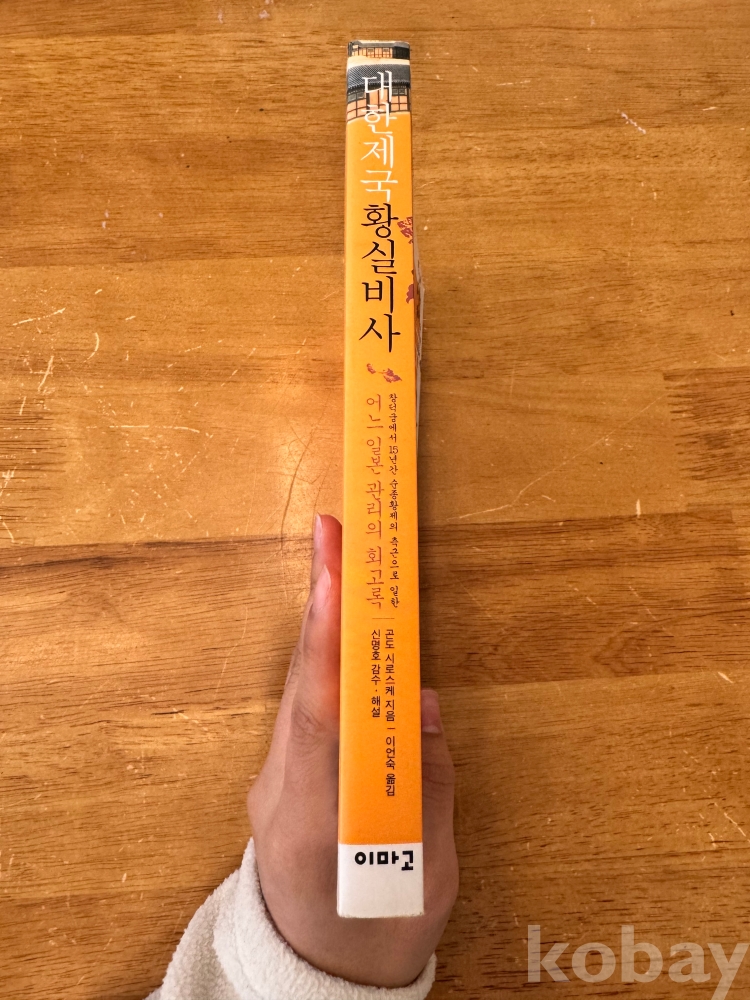 대한제국
황실비사
창덕궁에서 15년간 순종황제의 측근으로 일한
어느 일본 관리의 회고록
곤도 시로스케 지음 | 이언숙 옮김
신명호 감수·해설
이마고
kobay